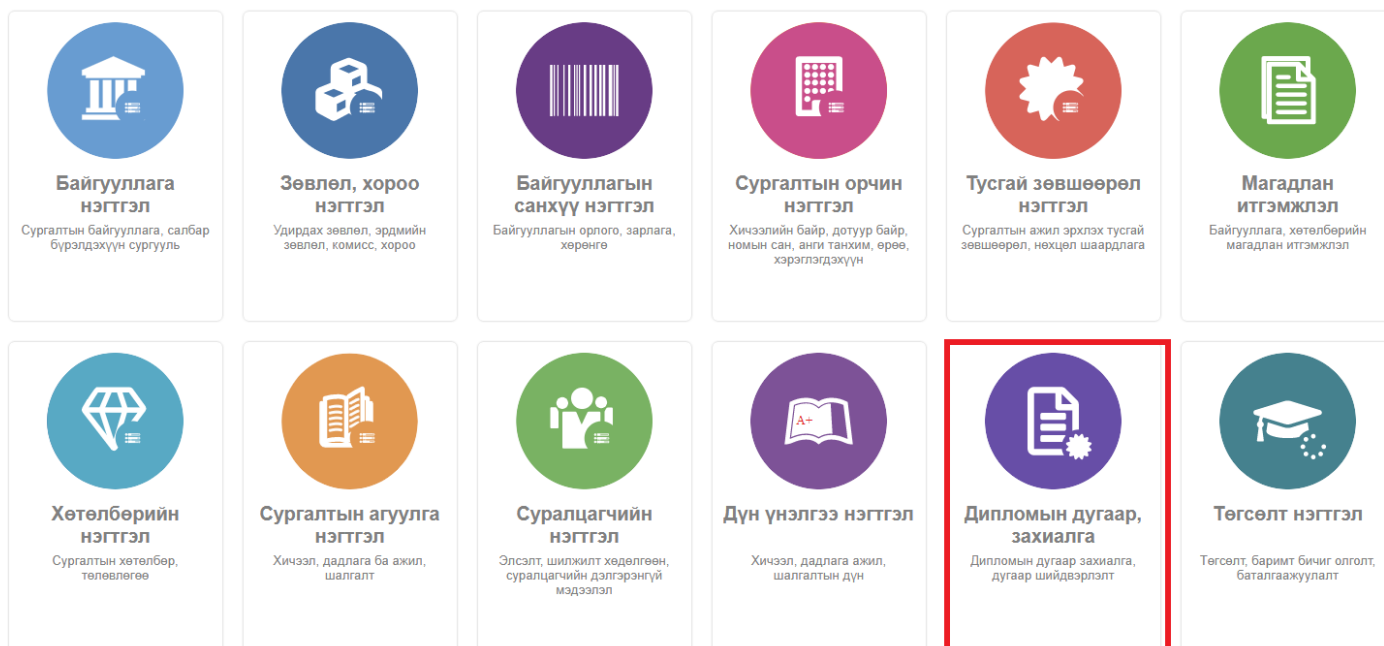 Байгууллага
нэгтгэл
Сургалтын байгууллага, салбар
бүрэлдэхүүн сургууль
Зөвлөл, хороо
нэгтгэл
Удирдах зөвлөл, эрдмийн
зөвлөл, комисс, хороо
Байгууллагын
санхүү нэгтгэл
Байгууллагын орлого, зарлага,
хөрөнгө
Сургалтын орчин
нэгтгэл
Хичээлийн байр, дотуур байр,
номын сан, анги танхим, өрөө,
хэрэглэгдэхүүн
Тусгай зөвшөөрөл
нэгтгэл
Сургалтын ажил эрхлэх тусгай
зөвшөөрөл, нөхцөл шаардлага
Магадлан
итгэмжлэл
Байгууллага, хөтөлбөрийн
магадлан итгэмжлэл
Хөтөлбөрийн
нэгтгэл
Сургалтын хөтөлбөр,
төлөвлөгөө
Сургалтын агуулга
нэгтгэл
Хичээл, дадлага ба ажил,
шалгалт
Суралцагчийн
нэгтгэл
Элсэлт, шилжилт хөдөлгөөн,
суралцагчийн дэлгэрэнгүй
мэдээлэл
A+
Дүн үнэлгээ нэгтгэл
Хичээл, дадлага ажил,
шалгалтын дүн
Дипломын дугаар,
захиалга
Дипломын дугаар захиалга,
дугаар шийдвэрлэлт
Төгсөлт нэгтгэл
Төгсөлт, баримт бичиг олголт,
баталгаажуулалт